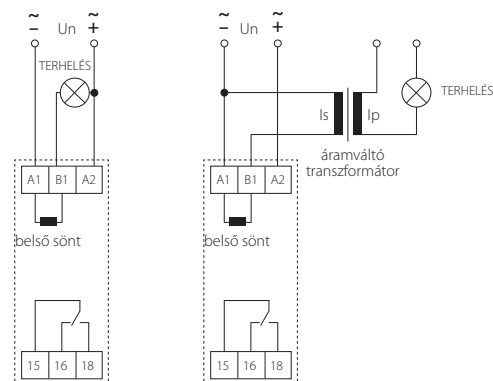 ~ Un ~
− +
TERHELÉS
A1 B1 A2
belső sönt
15 16 18
~ Un ~
− +
Is Ip
TERHELÉS
áramváltó
transzformátor
A1 B1 A2
belső sönt
15 16 18